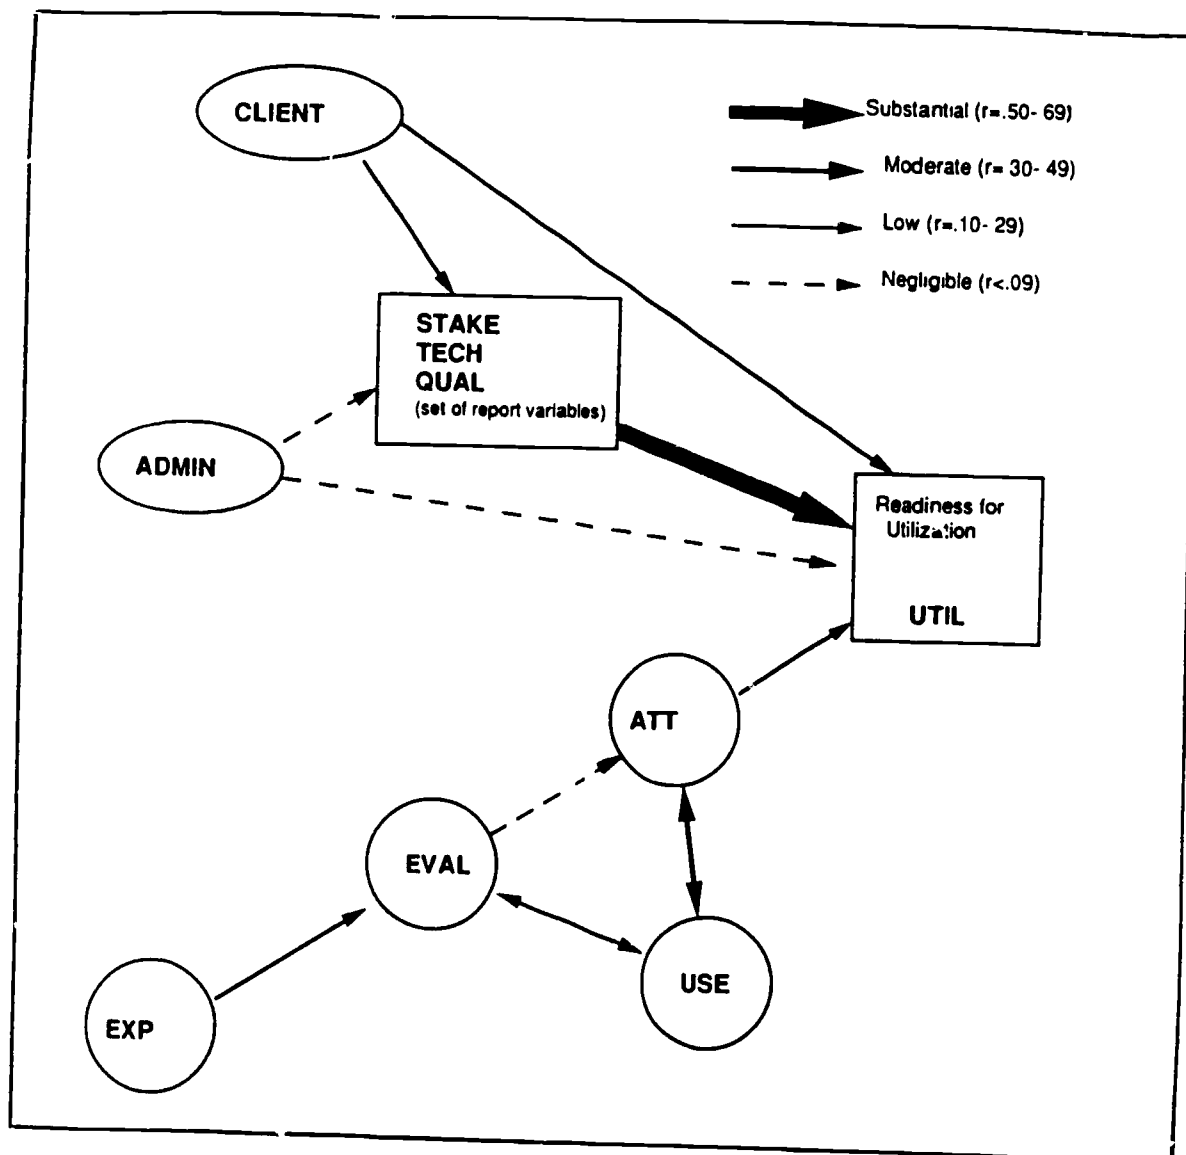 CLIENT
Substantial (r=.50- 69)
Moderate (r= 30- 49)
Low (r=.10- 29)
Negligible (r<.09)
STAKE
TECH
QUAL
(set of report variables)
ADMIN
Readiness for
Utilization
UTIL
ATT
EVAL
USE
EXP